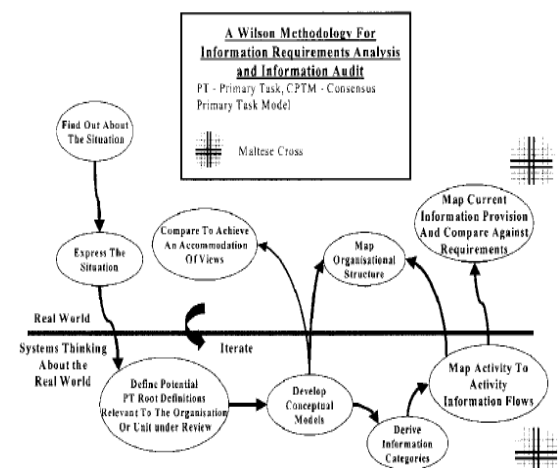 A Wilson Methodology For
Information Requirements Analysis
and Information Audit
PT - Primary Task, CPTM - Consensus
Primary Task Model
Maltese Cross
Find Out About
The Situation
Express The
Situation
Compare To Achieve
An Accommodation
Of Views
Map
Organisational
Structure
Map Current
Information Provision
And Compare Against
Requirements
Real World
Systems Thinking
About the
Real World
Iterate
Define Potential
PT Root Definitions
Relevant To The Organisation
Or Unit under Review
Develop
Conceptual
Models
Derive
Information
Categories
Map Activity To
Activity
Information Flows